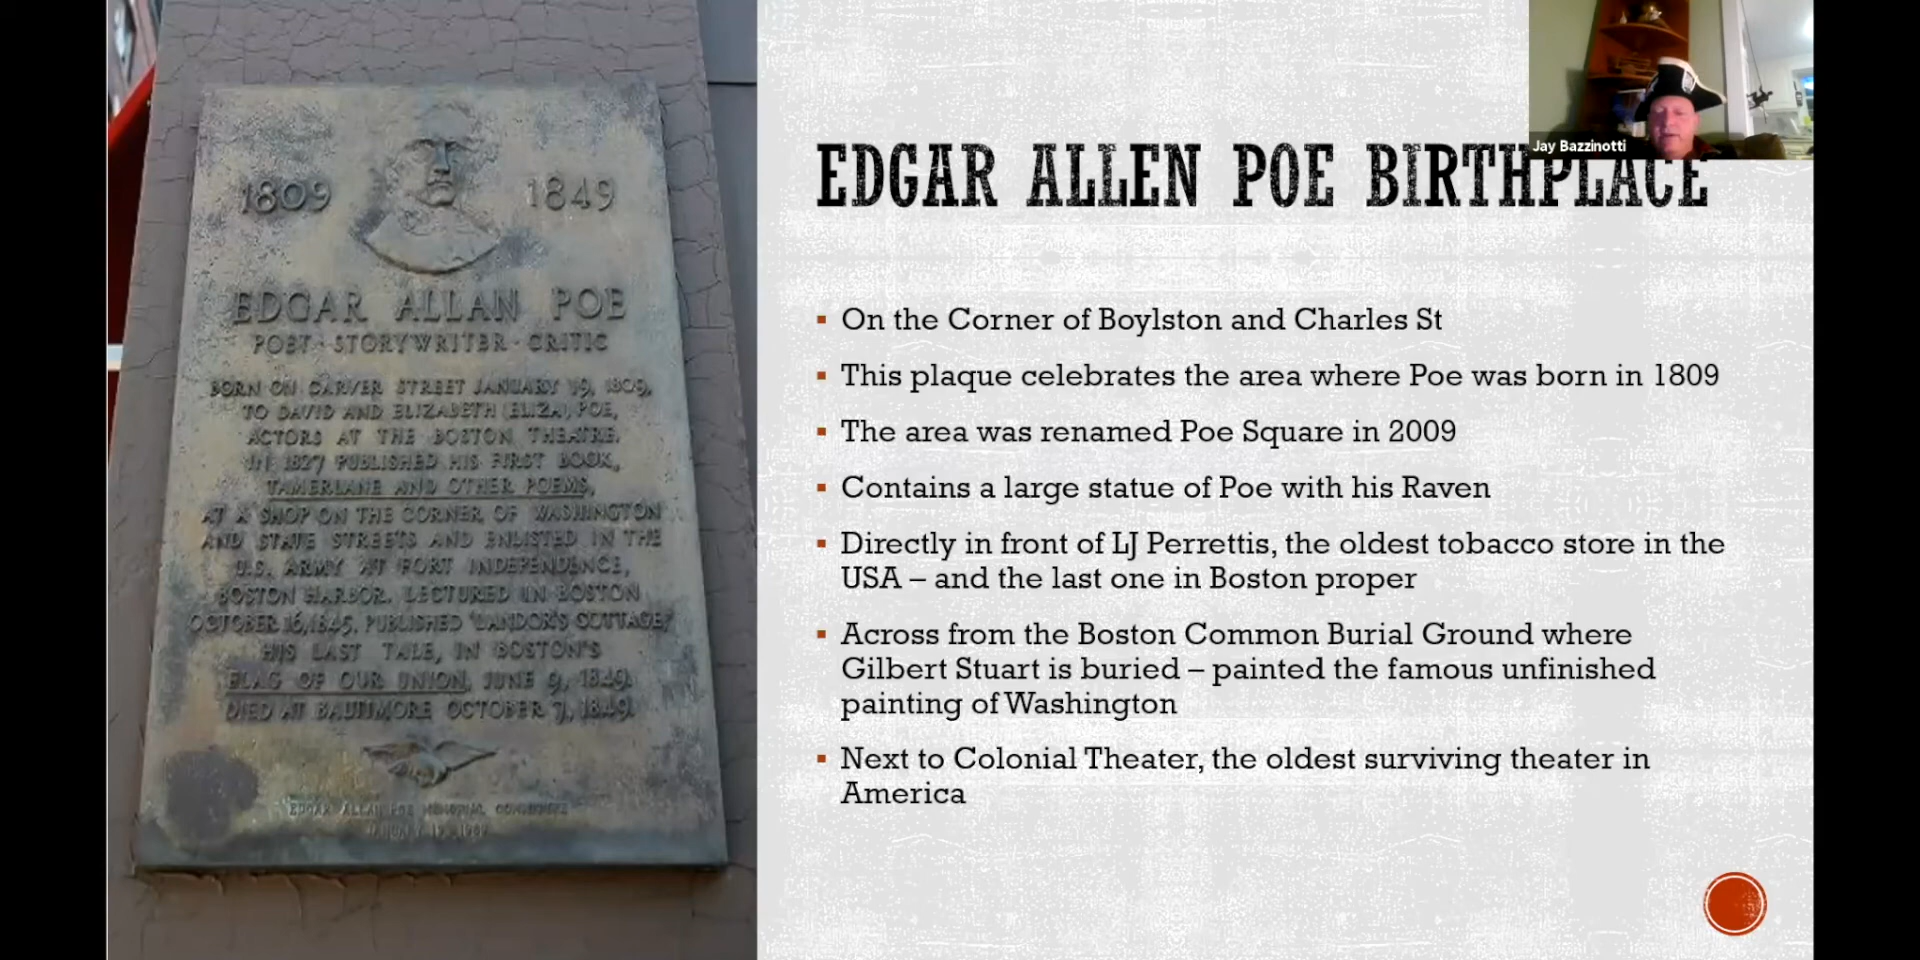 1809 1849
EDGAR ALLAN POE
POET · STORYWRITER · CRITIC
BORN ON CARVER STREET JANUARY 19, 1809,
TO DAVID AND ELIZABETH (ELIZA) POE,
ACTORS AT THE BOSTON THEATRE.
IN 1827 PUBLISHED HIS FIRST BOOK,
TAMERLANE AND OTHER POEMS,
AT A SHOP ON THE CORNER OF WASHINGTON
AND STATE STREETS AND ENLISTED IN THE
U.S. ARMY AT FORT INDEPENDENCE,
BOSTON HARBOR. LECTURED IN BOSTON
OCTOBER 16, 1845. PUBLISHED "LANDOR'S COTTAGE,"
HIS LAST TALE, IN BOSTON'S
FLAG OF OUR UNION, JUNE 9, 1849.
DIED AT BALTIMORE OCTOBER 7, 1849.
EDGAR ALLAN POE MEMORIAL COMMITTEE
JANUARY 19, 1989
Jay Bazzinotti
EDGAR ALLEN POE BIRTHPLACE
▪ On the Corner of Boylston and Charles St
▪ This plaque celebrates the area where Poe was born in 1809
▪ The area was renamed Poe Square in 2009
▪ Contains a large statue of Poe with his Raven
▪ Directly in front of LJ Perrettis, the oldest tobacco store in the
USA – and the last one in Boston proper
▪ Across from the Boston Common Burial Ground where
Gilbert Stuart is buried – painted the famous unfinished
painting of Washington
▪ Next to Colonial Theater, the oldest surviving theater in
America